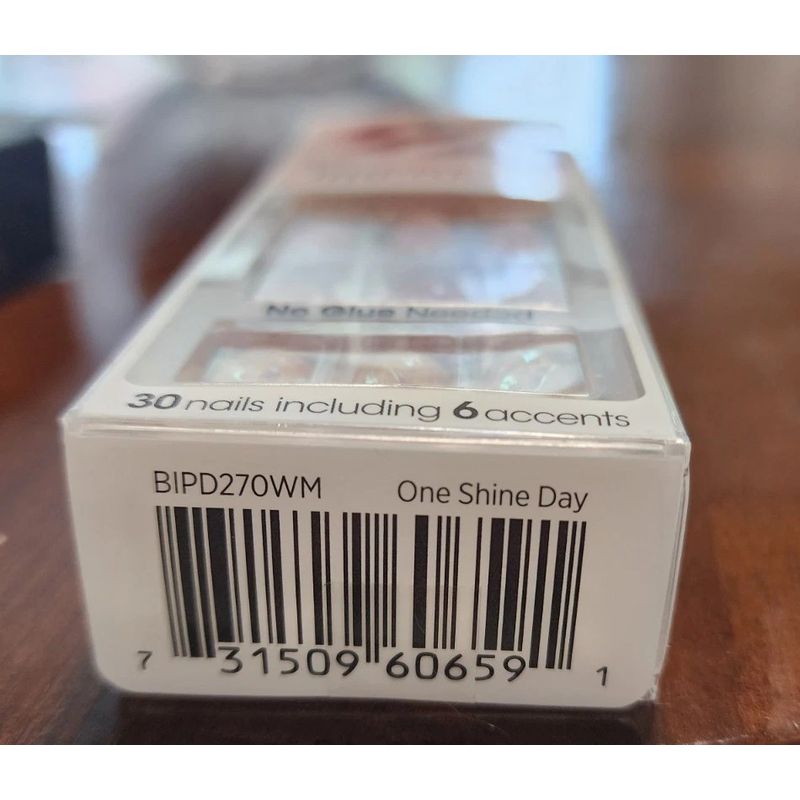 No Glue Needed
30 nails including 6 accents
BIPD270WM One Shine Day
7 31509 60659 1